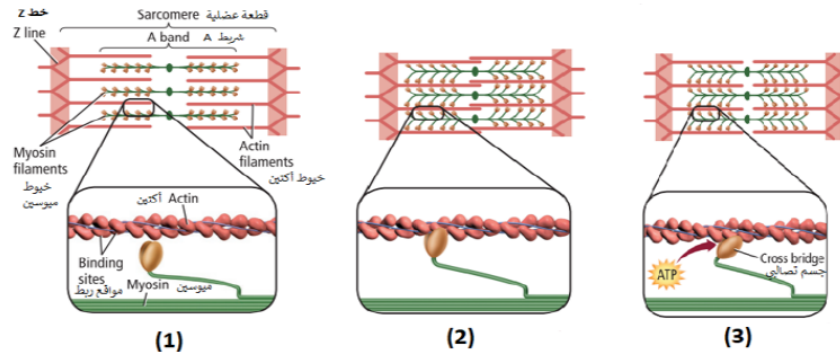 خط Z
Z line
Sarcomere قطعة عضلية
A band شريط A
Myosin
filaments
خيوط
ميوسين
Actin
filaments
خيوط أكتين
أكتين Actin
Binding
sites
مواقع ربط
Myosin ميوسين
ATP
Cross bridge
جسم تصالبي
(1)
(2)
(3)